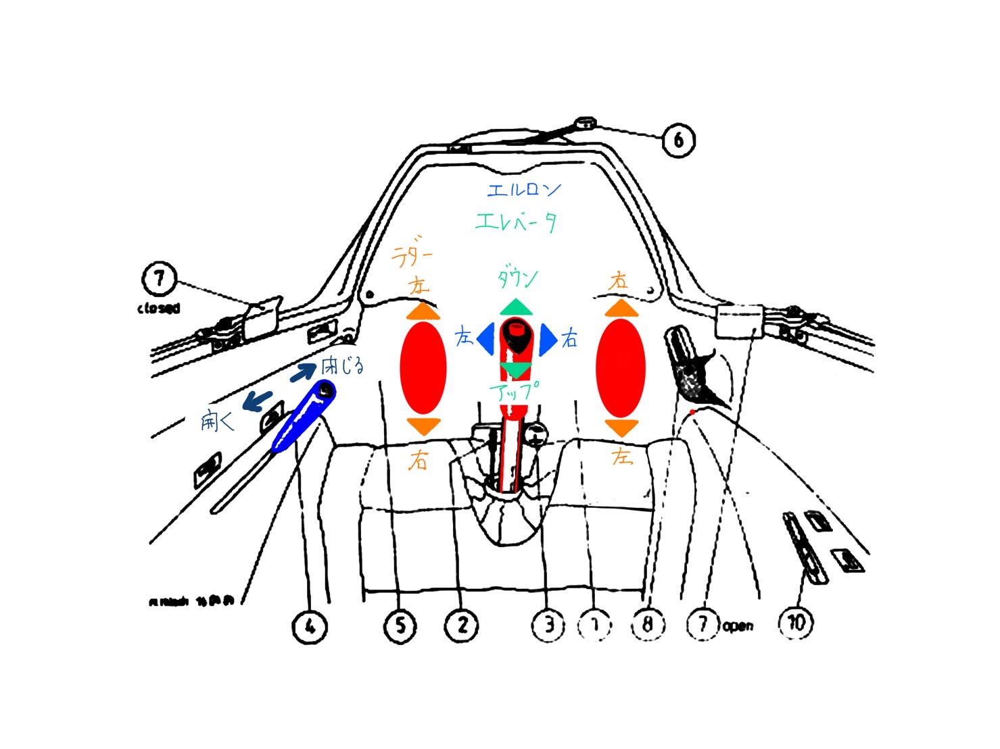 6
エルロン
エレベータ
ラダー
左
ダウン
右
7
closed
左
右
閉じる
アップ
開く
右
左
4
5
2
3
1
8
7 open
10